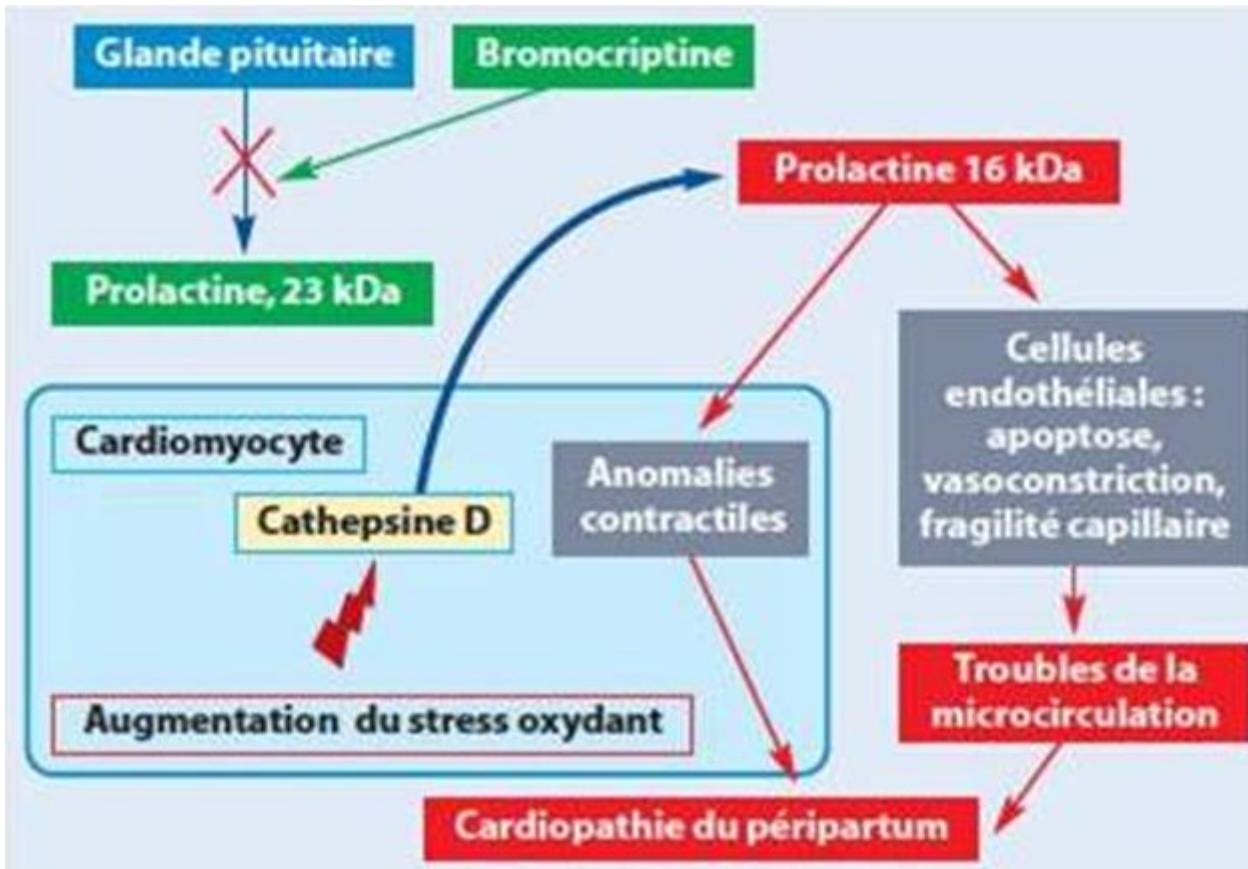 Glande pituitaire
Bromocriptine
Prolactine 16 kDa
Prolactine, 23 kDa
Cellules
endothéliales :
apoptose,
vasoconstriction,
fragilité capillaire
Cardiomyocyte
Anomalies
contractiles
Cathepsine D
Troubles de la
microcirculation
Augmentation du stress oxydant
Cardiopathie du péripartum